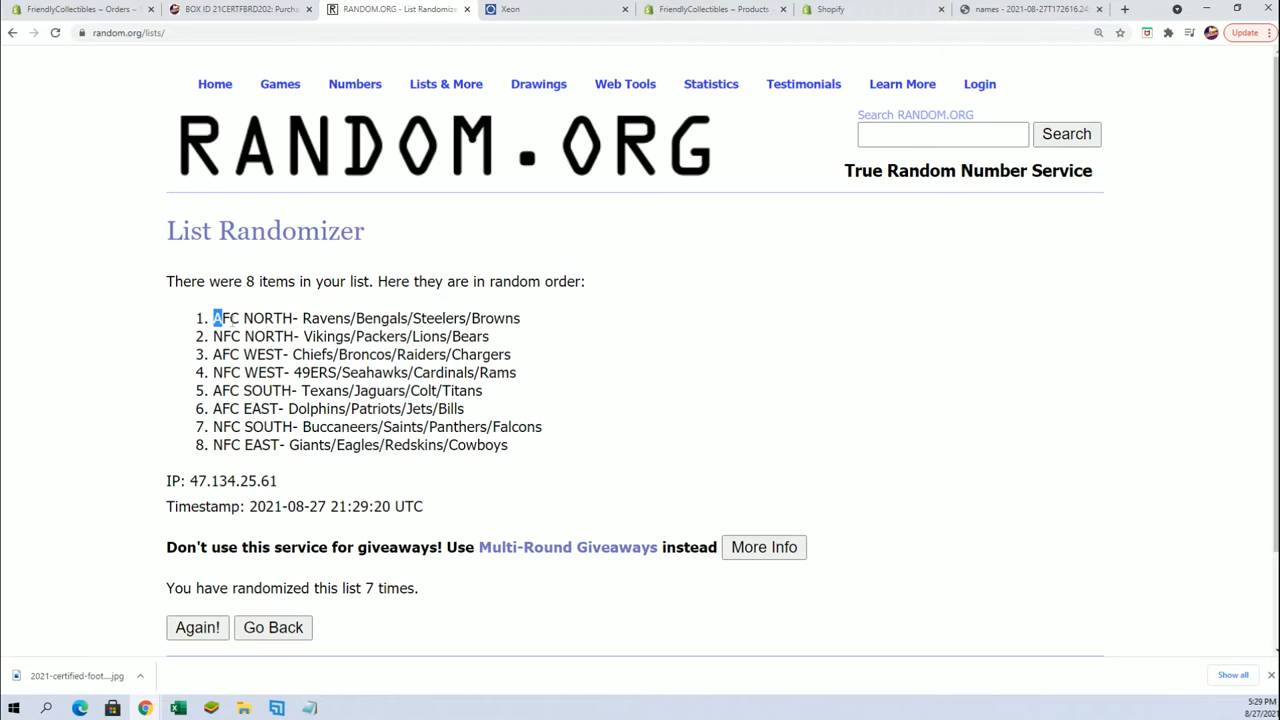 FriendlyCollectibles ~ Orders ~ S
BOX ID 21CERTFBRD202: Purcha
RANDOM.ORG - List Randomizer
Xeon
FriendlyCollectibles ~ Products ~
Shopify
names - 2021-08-27T172616.24
random.org/lists/
Update
Home Games Numbers Lists & More Drawings Web Tools Statistics Testimonials Learn More Login
RANDOM.ORG
Search RANDOM.ORG
Search
True Random Number Service
List Randomizer
There were 8 items in your list. Here they are in random order:
1. AFC NORTH- Ravens/Bengals/Steelers/Browns
2. NFC NORTH- Vikings/Packers/Lions/Bears
3. AFC WEST- Chiefs/Broncos/Raiders/Chargers
4. NFC WEST- 49ERS/Seahawks/Cardinals/Rams
5. AFC SOUTH- Texans/Jaguars/Colt/Titans
6. AFC EAST- Dolphins/Patriots/Jets/Bills
7. NFC SOUTH- Buccaneers/Saints/Panthers/Falcons
8. NFC EAST- Giants/Eagles/Redskins/Cowboys
IP: 47.134.25.61
Timestamp: 2021-08-27 21:29:20 UTC
Don't use this service for giveaways! Use Multi-Round Giveaways instead More Info
You have randomized this list 7 times.
Again! Go Back
2021-certified-foot....jpg
Show all
5:29 PM
8/27/2021